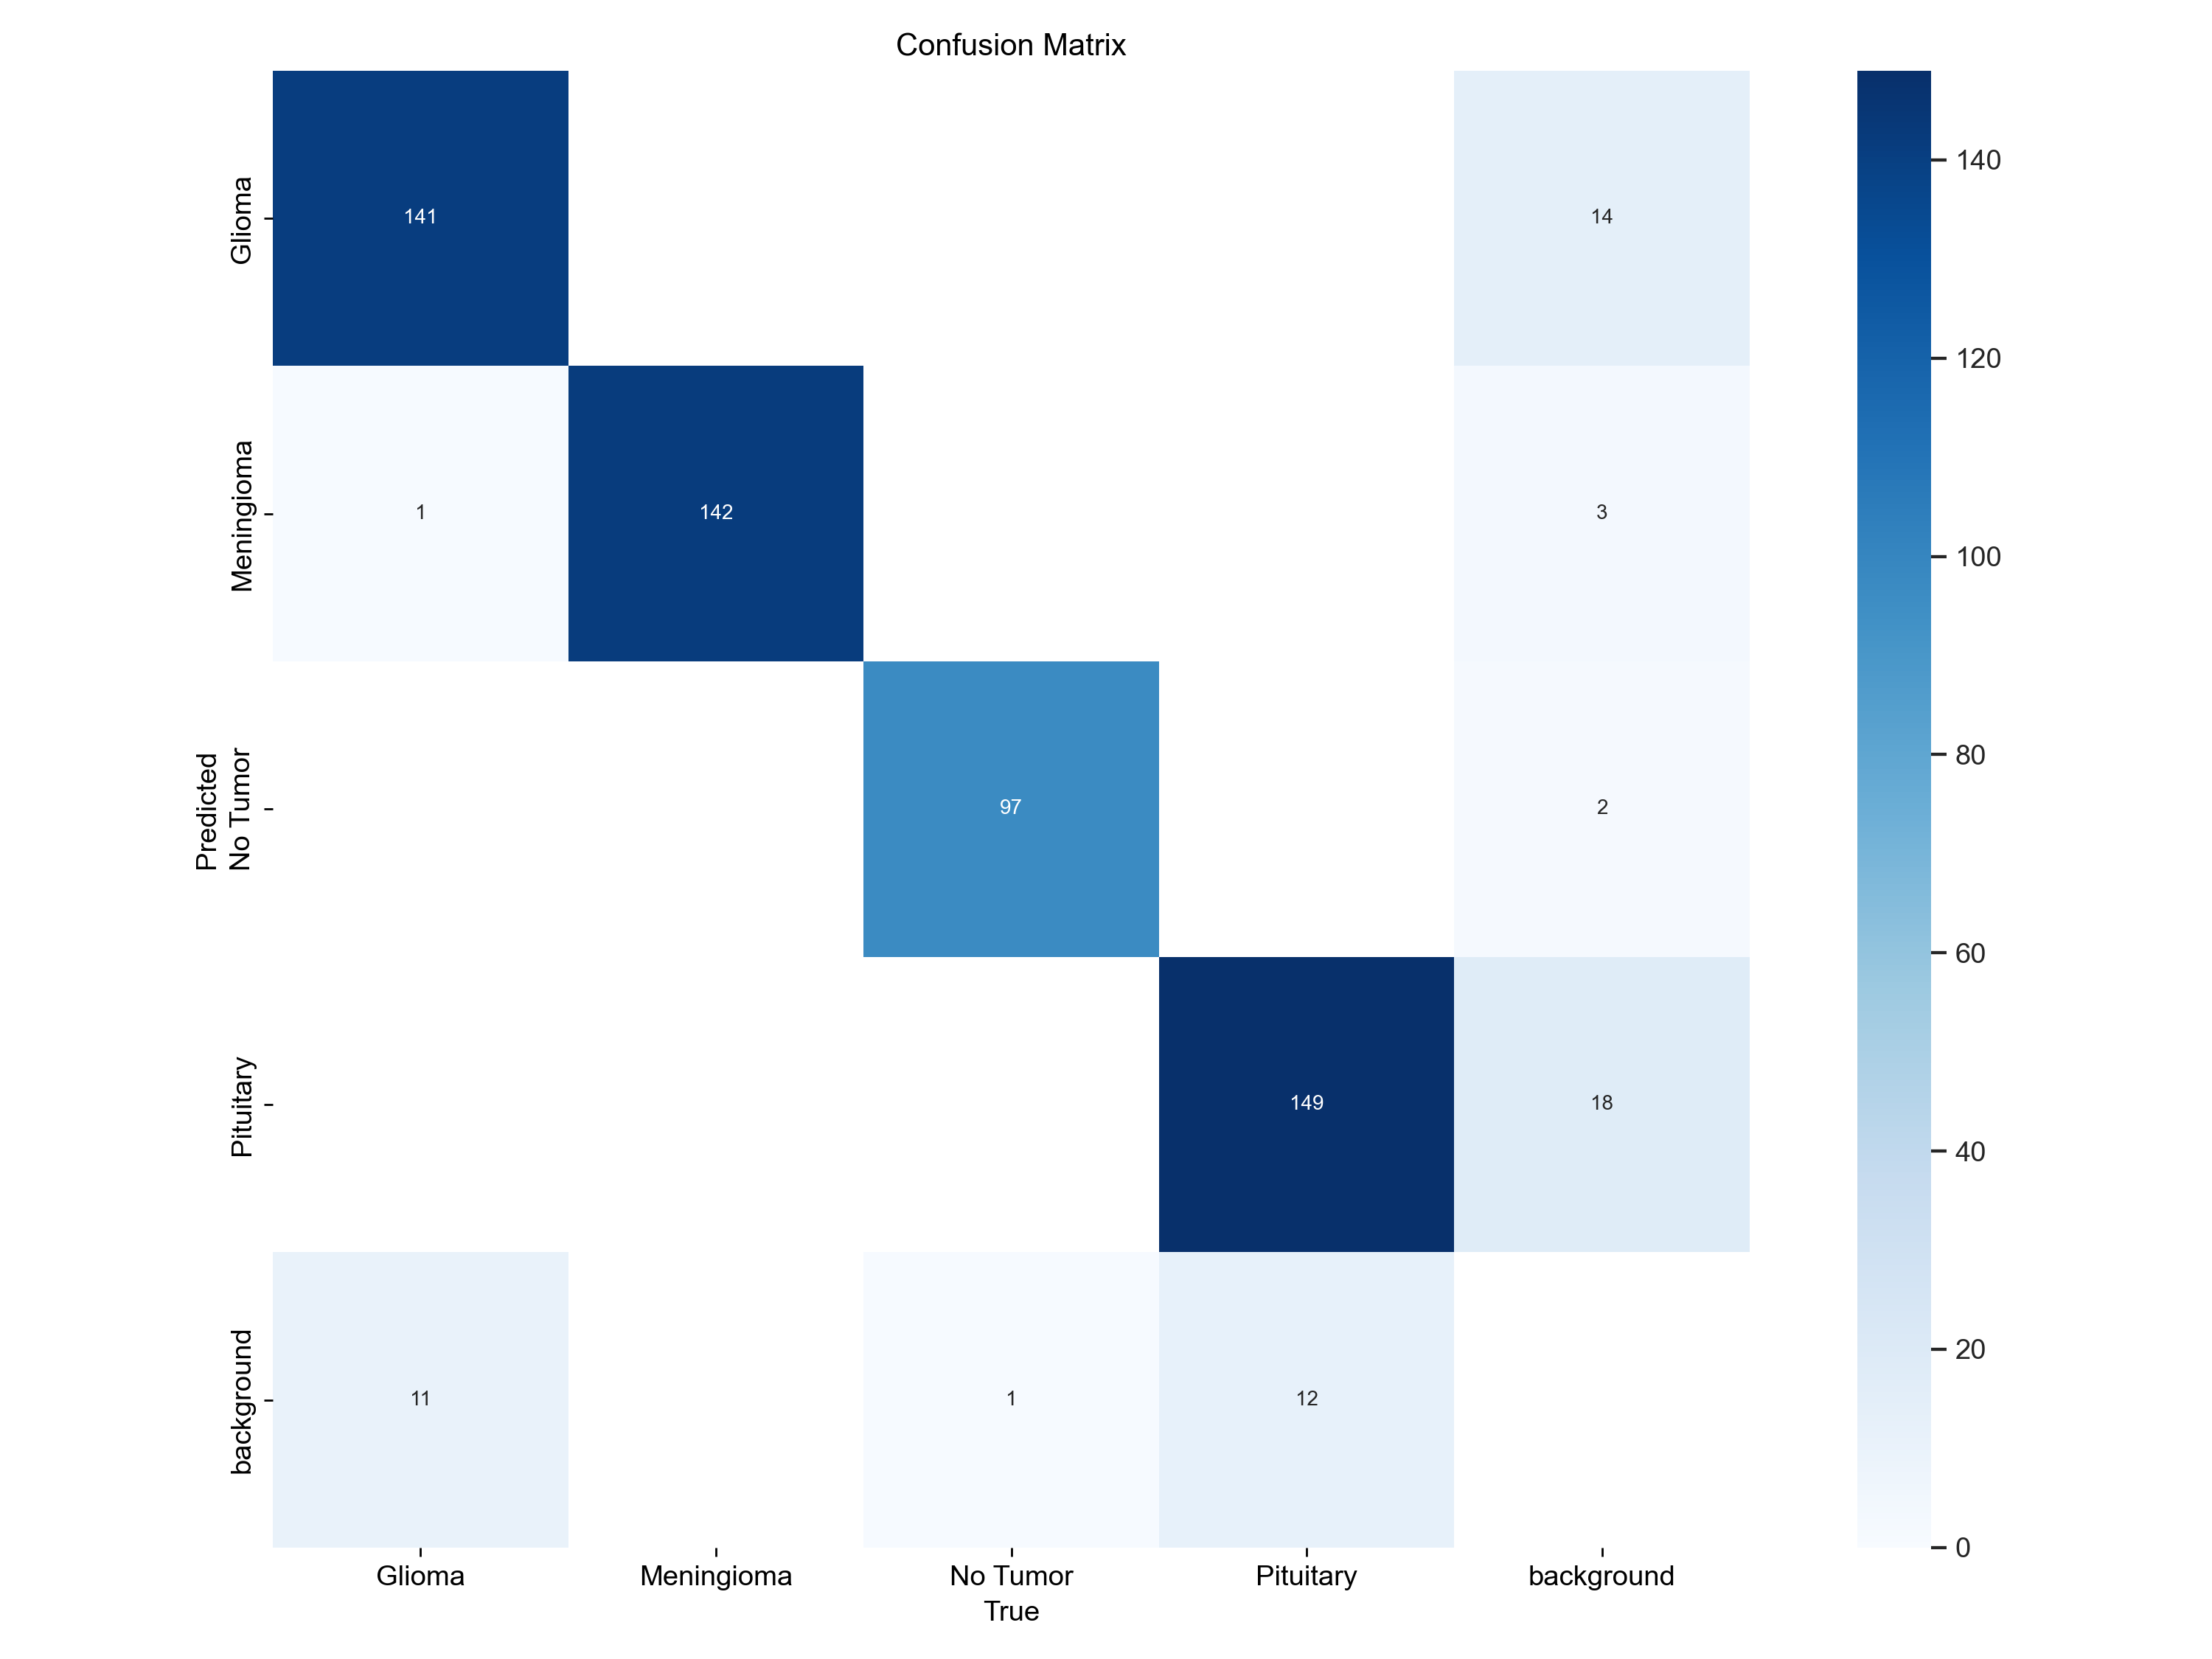 Confusion Matrix
Glioma
141
14
140
120
Meningioma
1
142
3
100
Predicted
No Tumor
97
2
80
60
Pituitary
149
18
40
background
11
1
12
20
0
Glioma
Meningioma
No Tumor
Pituitary
background
True